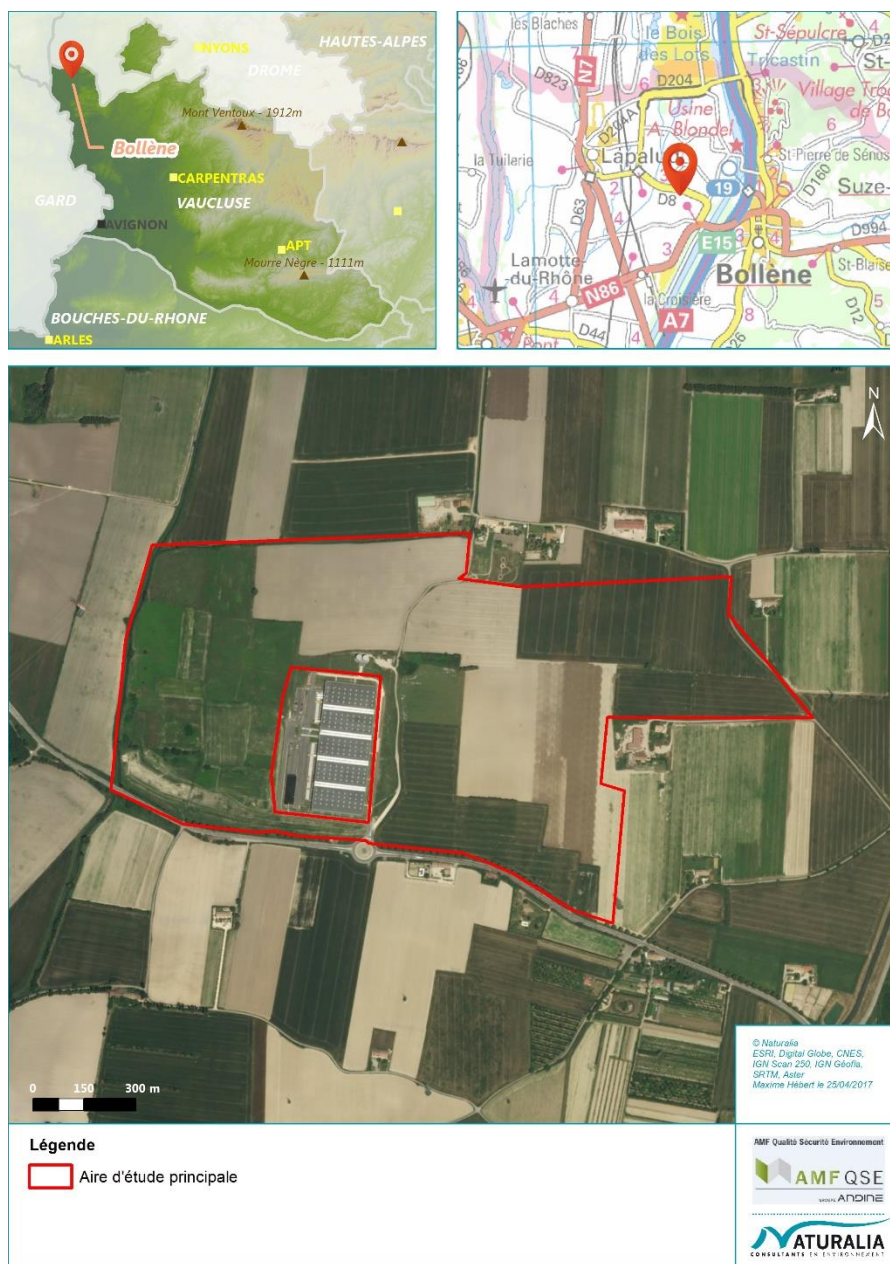 NYONS
HAUTES-ALPES
DROME
Mont Ventoux - 1912m
Bollène
CARPENTRAS
GARD
VAUCLUSE
AVIGNON
APT
Mourre Nègre - 1111m
BOUCHES-DU-RHONE
ARLES
les Blaches
le Bois
des Lots
St-Sépulcre
N7
D823
D204
Tricastin
Usine
A. Blondel
Village
D204A
Lapalud
la Tuilerie
St-Pierre de Sénos
D160
Suze-
19
D8
D63
E15
D994
Bollène
St-Blaise
Lamotte-
du-Rhône
N86
la Croisière
A7
D12
D44
D26
Pont
N
0 150 300 m
© Naturalia
ESRI, Digital Globe, CNES,
IGN Scan 250, IGN Géofla,
SRTM, Aster
Maxime Hébert le 25/04/2017
Légende
Aire d'étude principale
AMF Qualité Sécurité Environnement
AMF QSE
GROUPE ANDINE
NATURALIA
CONSULTANTS EN ENVIRONNEMENT